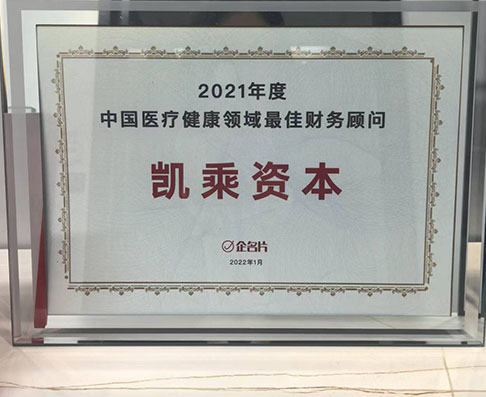 2021年度
中国医疗健康领域最佳财务顾问
凯乘资本
企名片
2022年1月